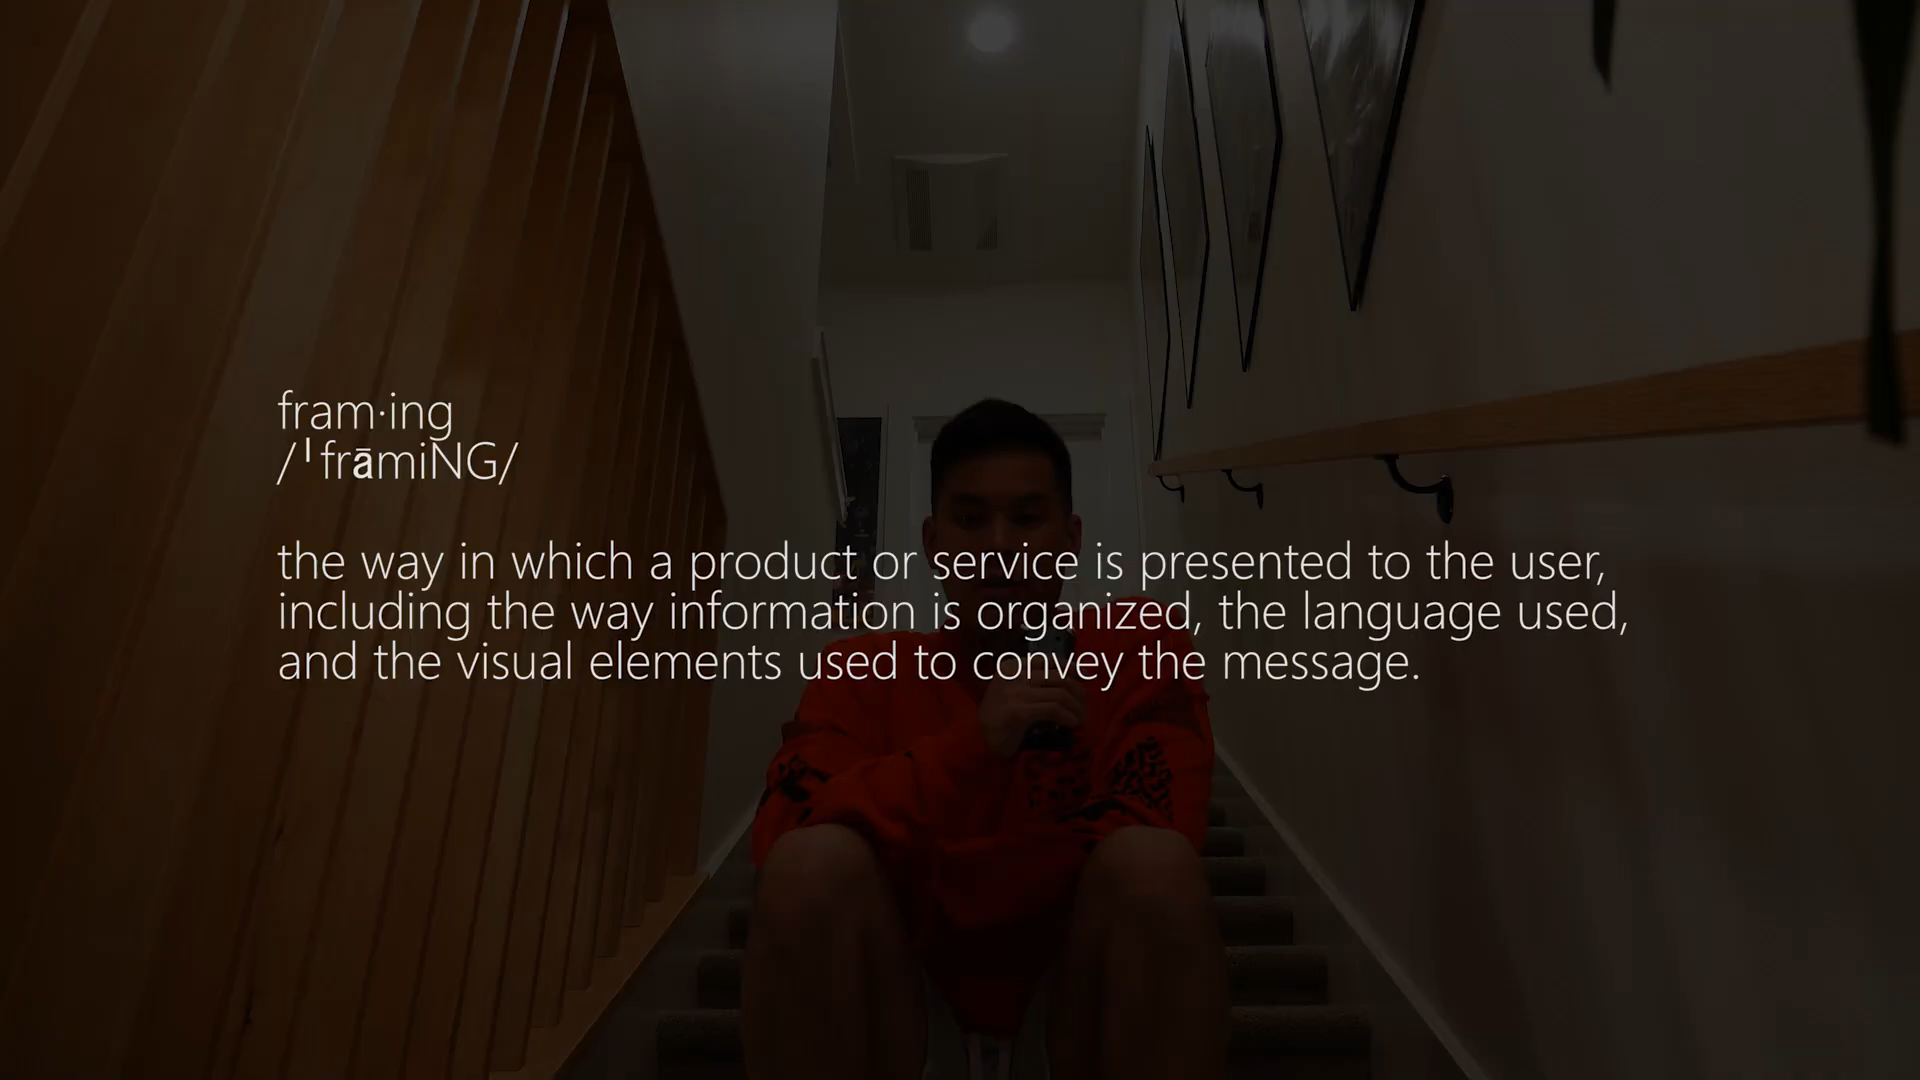 fram·ing
/ˈfrāmiNG/
the way in which a product or service is presented to the user,
including the way information is organized, the language used,
and the visual elements used to convey the message.